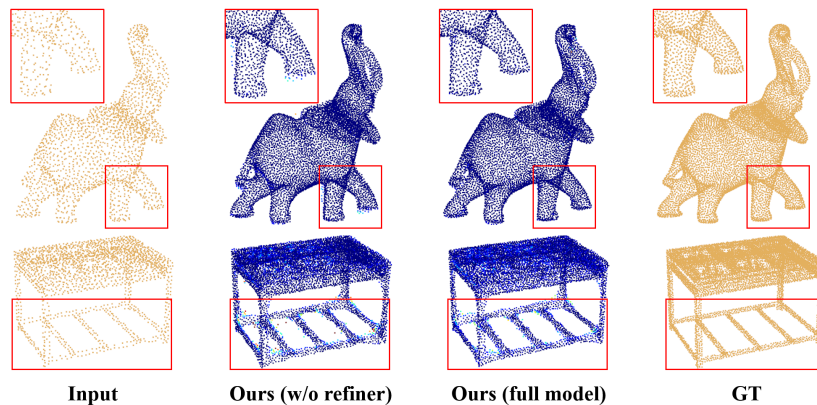 Input
Ours (w/o refiner)
Ours (full model)
GT